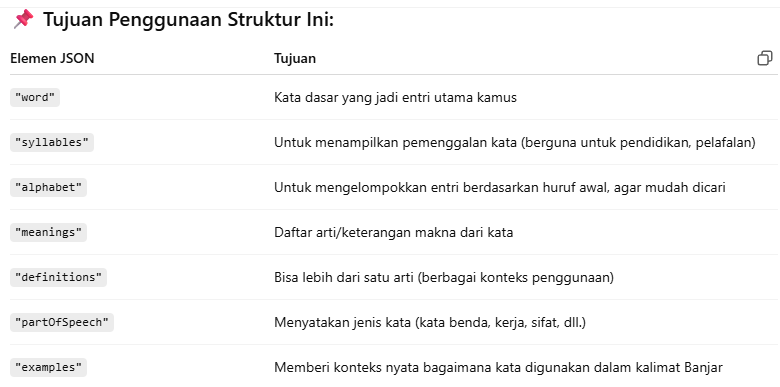 📌 Tujuan Penggunaan Struktur Ini:
Elemen JSON Tujuan
"word" Kata dasar yang jadi entri utama kamus
"syllables" Untuk menampilkan pemenggalan kata (berguna untuk pendidikan, pelafalan)
"alphabet" Untuk mengelompokkan entri berdasarkan huruf awal, agar mudah dicari
"meanings" Daftar arti/keterangan makna dari kata
"definitions" Bisa lebih dari satu arti (berbagai konteks penggunaan)
"partOfSpeech" Menyatakan jenis kata (kata benda, kerja, sifat, dll.)
"examples" Memberi konteks nyata bagaimana kata digunakan dalam kalimat Banjar